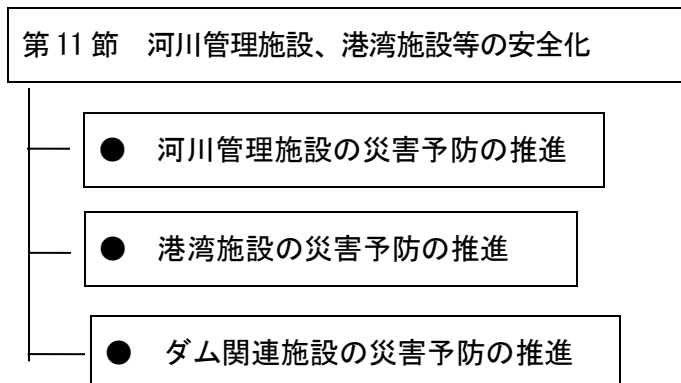 第11節　河川管理施設、港湾施設等の安全化
●　河川管理施設の災害予防の推進
●　港湾施設の災害予防の推進
●　ダム関連施設の災害予防の推進